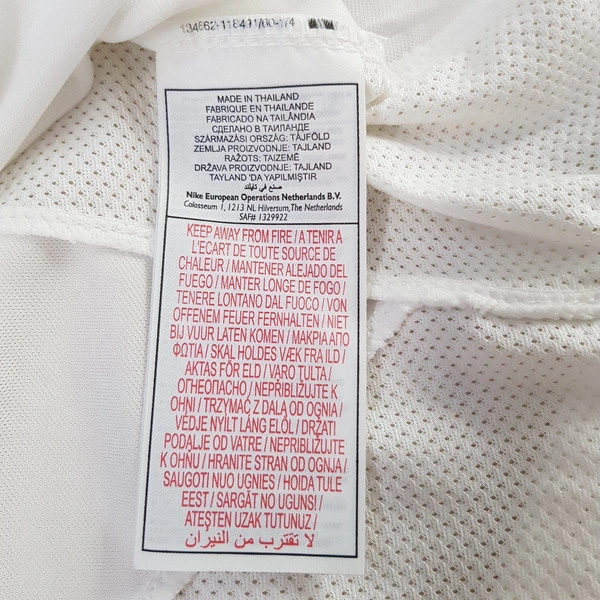 MADE IN THAILAND
FABRIQUE EN THAILANDE
FABRICADO NA TAILÂNDIA
СДЕЛАНО В ТАИЛАНДЕ
SZÁRMAZÁSI ORSZÁG: TÁJFÖLD
ZEMLJA PROIZVODNJE: TAJLAND
RAŽOTS: TAIZEMĒ
DRŽAVA PROIZVODNJE: TAJLAND
TAYLAND 'DA YAPILMIŞTIR
صنع في تايلند
Nike European Operations Netherlands B.V.
Colosseum 1, 1213 NL Hilversum, The Netherlands
SAF# 1329922
KEEP AWAY FROM FIRE / A TENIR A
L'ECART DE TOUTE SOURCE DE
CHALEUR / MANTENER ALEJADO DEL
FUEGO / MANTER LONGE DE FOGO /
TENERE LONTANO DAL FUOCO / VON
OFFENEM FEUER FERNHALTEN / NIET
BIJ VUUR LATEN KOMEN / ΜΑΚΡΙΑ ΑΠΟ
ΦΩΤΙΑ / SKAL HOLDES VÆK FRA ILD /
AKTAS FÖR ELD / VARO TULTA /
ОГНЕОПАСНО / NEPŘIBLIŽUJTE K
OHNI / TRZYMAĆ Z DALA OD OGNIA /
VÉDJE NYÍLT LÁNG ELŐL / DRŽATI
PODALJE OD VATRE / NEPRIBLIŽUJTE
K OHŇU / HRANITE STRAN OD OGNJA /
SAUGOTI NUO UGNIES / HOIDA TULE
EEST / SARGĀT NO UGUNS! /
ATEŞTEN UZAK TUTUNUZ /
لا تقترب من النيران